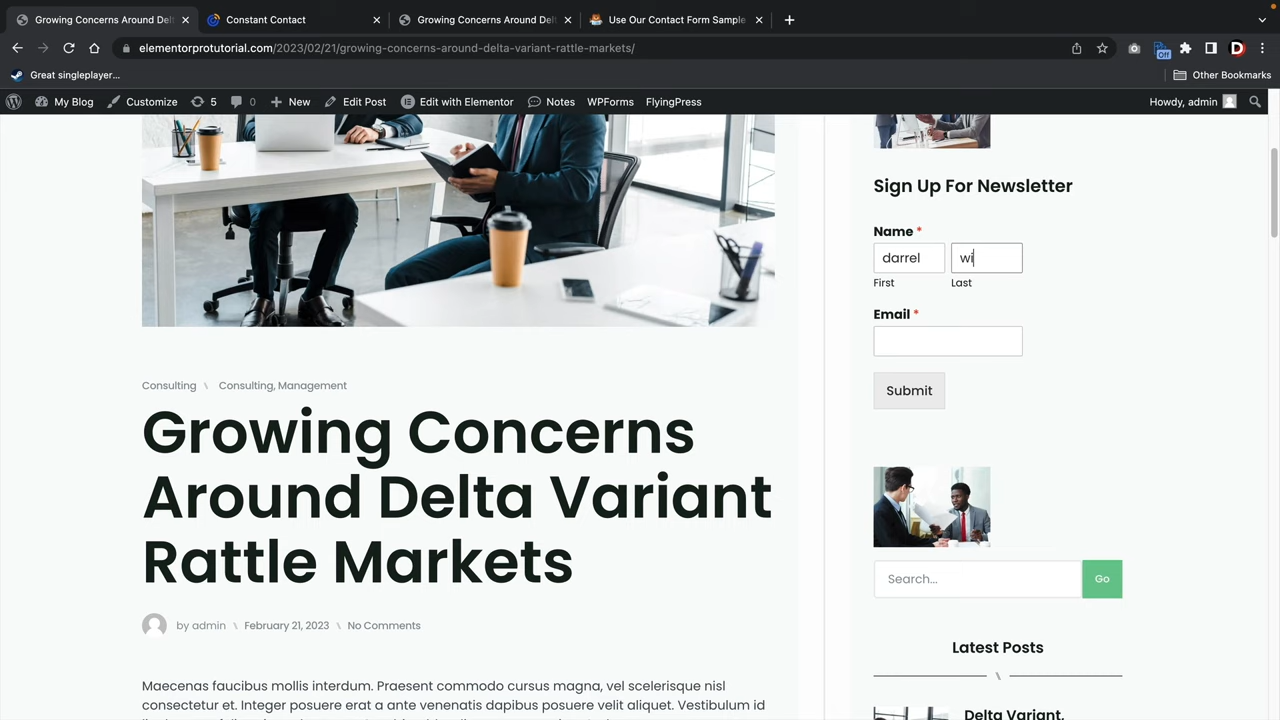 Growing Concerns Around Del
Constant Contact
Growing Concerns Around Del
Use Our Contact Form Sample
elementorprotutorial.com/2023/02/21/growing-concerns-around-delta-variant-rattle-markets/
Off
D
Great singleplayer...
Other Bookmarks
My Blog
Customize
5
0
New
Edit Post
Edit with Elementor
Notes
WPForms
FlyingPress
Howdy, admin
Sign Up For Newsletter
Name *
darrel
wi
First
Last
Email *
Submit
Consulting \ Consulting, Management
Growing Concerns
Around Delta Variant
Rattle Markets
by admin \ February 21, 2023 \ No Comments
Search...
Go
Latest Posts
Maecenas faucibus mollis interdum. Praesent commodo cursus magna, vel scelerisque nisl
consectetur et. Integer posuere erat a ante venenatis dapibus posuere velit aliquet. Vestibulum id
Delta Variant,